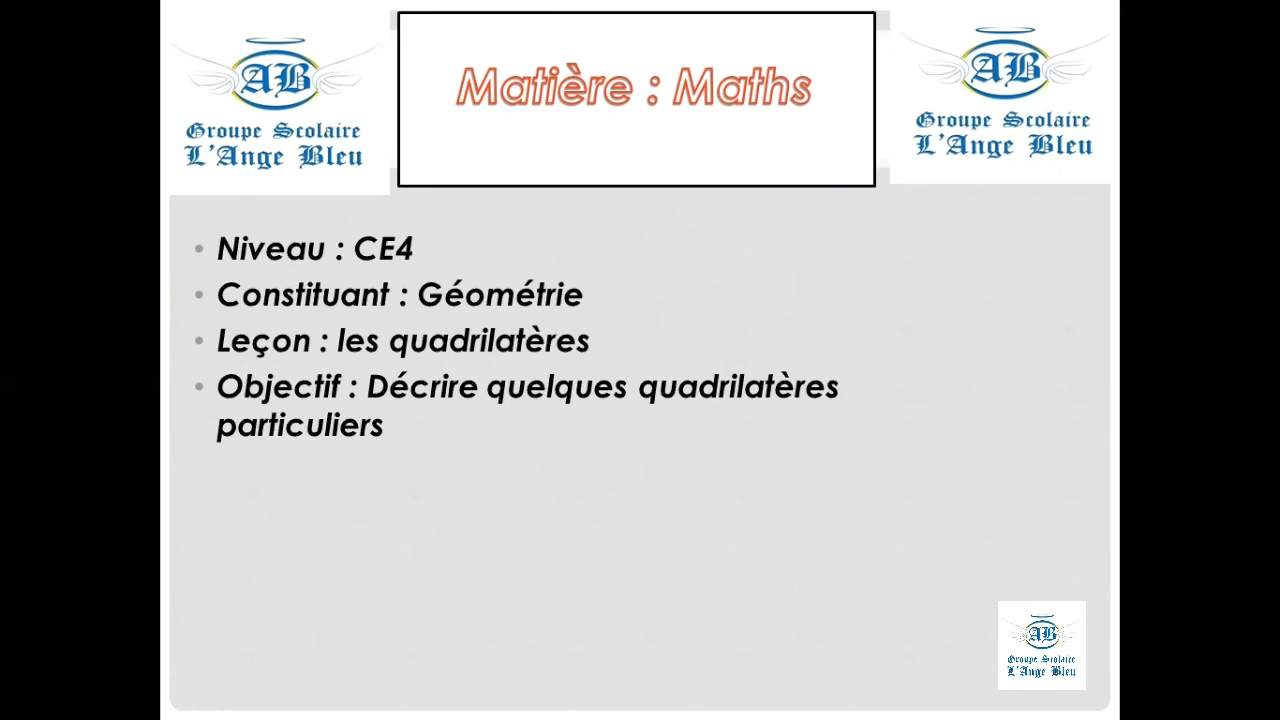 AB
Groupe Scolaire
L'Ange Bleu
Matière : Maths
AB
Groupe Scolaire
L'Ange Bleu
Niveau : CE4
Constituant : Géométrie
Leçon : les quadrilatères
Objectif : Décrire quelques quadrilatères
particuliers
AB
Groupe Scolaire
L'Ange Bleu